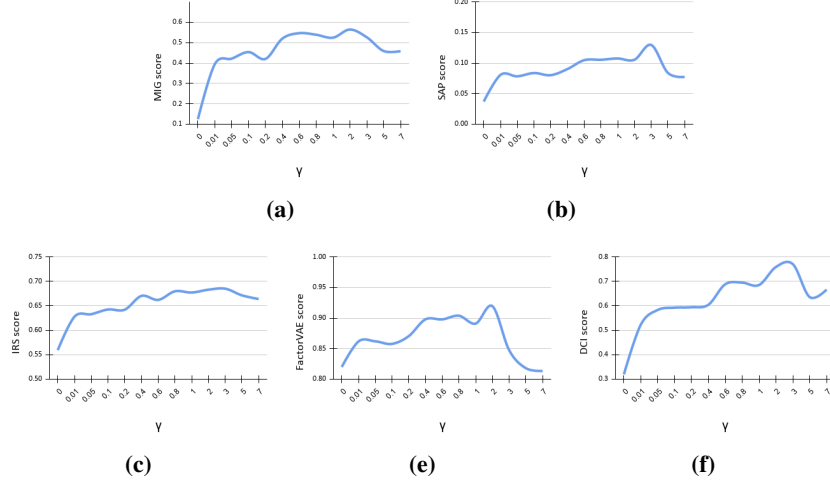 0.6
0.5
0.4
0.3
0.2
0.1
MIG score
0 0.01 0.05 0.1 0.2 0.4 0.6 0.8 1 2 3 5 7
γ
(a)
0.20
0.15
0.10
0.05
0.00
SAP score
0 0.01 0.05 0.1 0.2 0.4 0.6 0.8 1 2 3 5 7
γ
(b)
0.75
0.70
0.65
0.60
0.55
0.50
IRS score
0 0.01 0.05 0.1 0.2 0.4 0.6 0.8 1 2 3 5 7
γ
(c)
1.00
0.95
0.90
0.85
0.80
FactorVAE score
0 0.01 0.05 0.1 0.2 0.4 0.6 0.8 1 2 3 5 7
γ
(e)
0.8
0.7
0.6
0.5
0.4
0.3
DCI score
0 0.01 0.05 0.1 0.2 0.4 0.6 0.8 1 2 3 5 7
γ
(f)